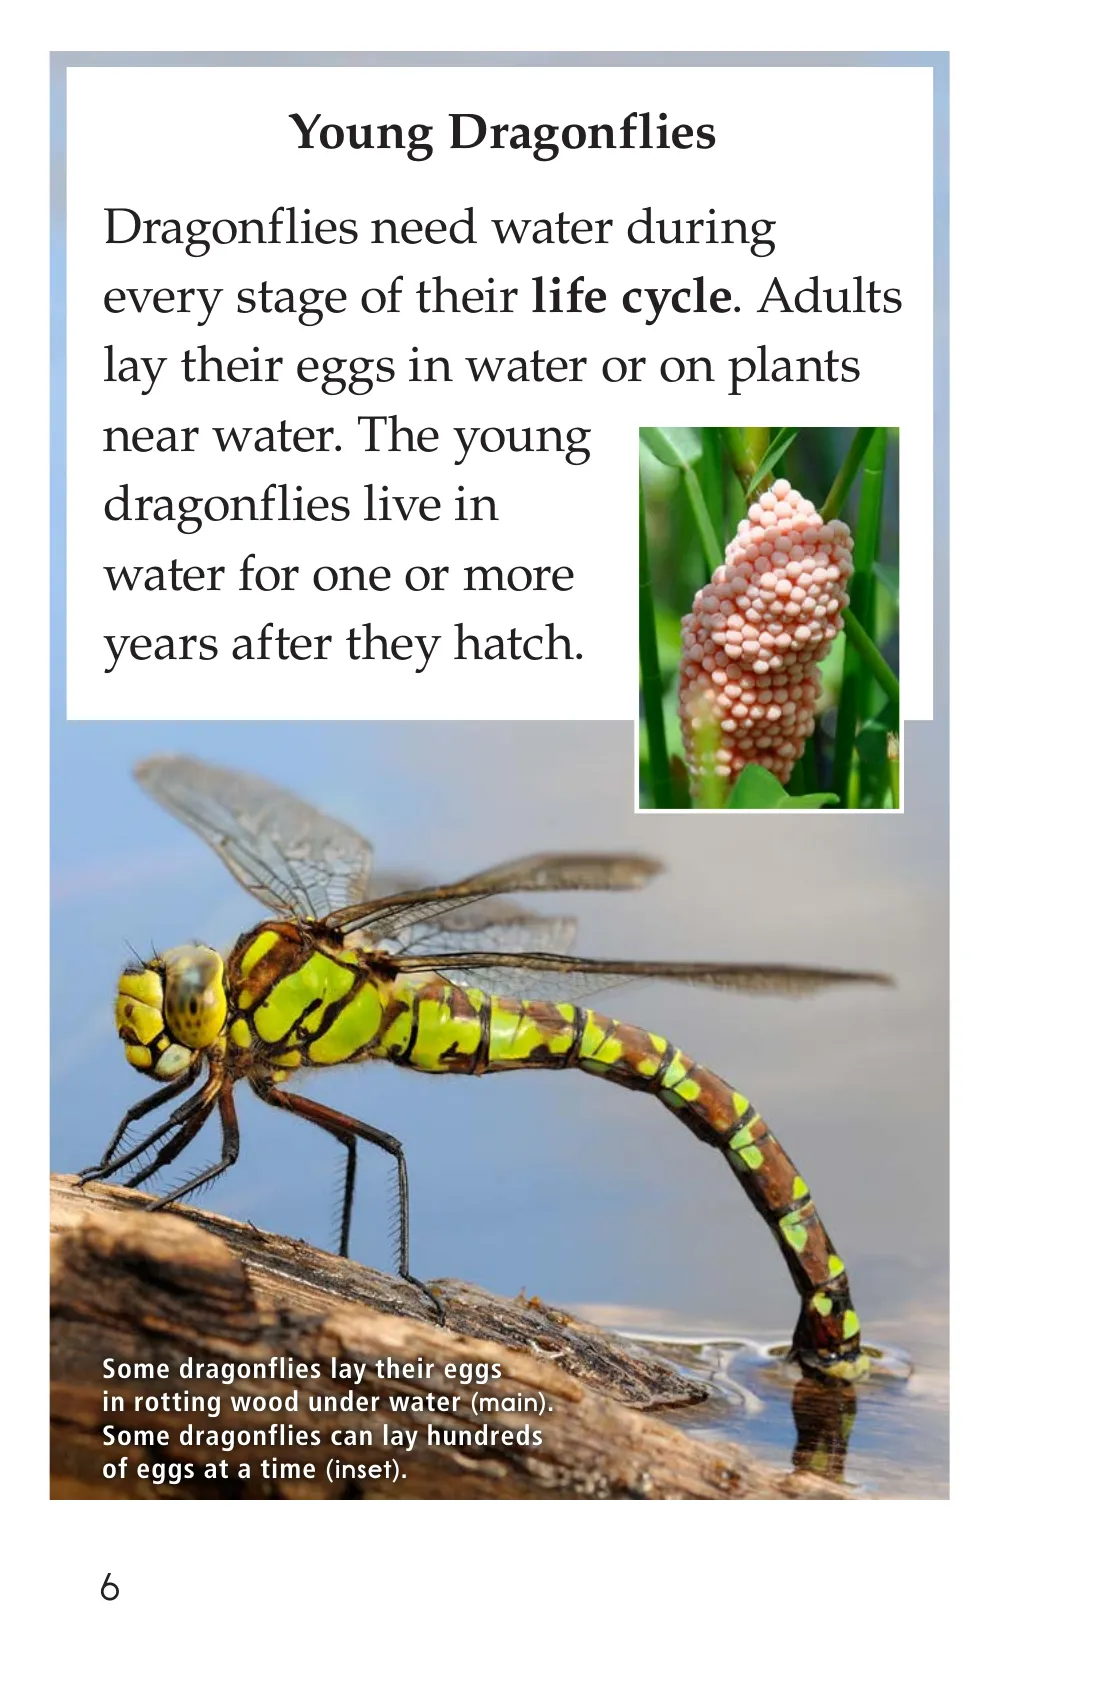 Young Dragonflies
Dragonflies need water during
every stage of their life cycle. Adults
lay their eggs in water or on plants
near water. The young
dragonflies live in
water for one or more
years after they hatch.
Some dragonflies lay their eggs
in rotting wood under water (main).
Some dragonflies can lay hundreds
of eggs at a time (inset).
6